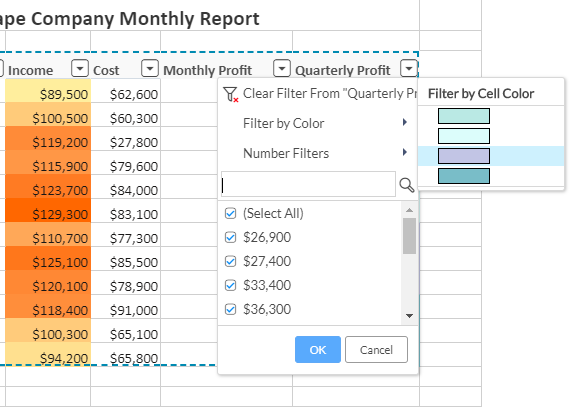 ape Company Monthly Report
Income Cost Monthly Profit Quarterly Profit
$89,500 $62,600
$100,500 $60,300
$119,200 $27,800
$115,900 $79,600
$123,700 $84,000
$129,300 $83,100
$110,700 $77,300
$125,100 $85,500
$120,100 $78,900
$118,400 $91,000
$100,300 $65,100
$94,200 $65,800
Clear Filter From "Quarterly Pr
Filter by Color
Number Filters
(Select All)
$26,900
$27,400
$33,400
$36,300
OK Cancel
Filter by Cell Color